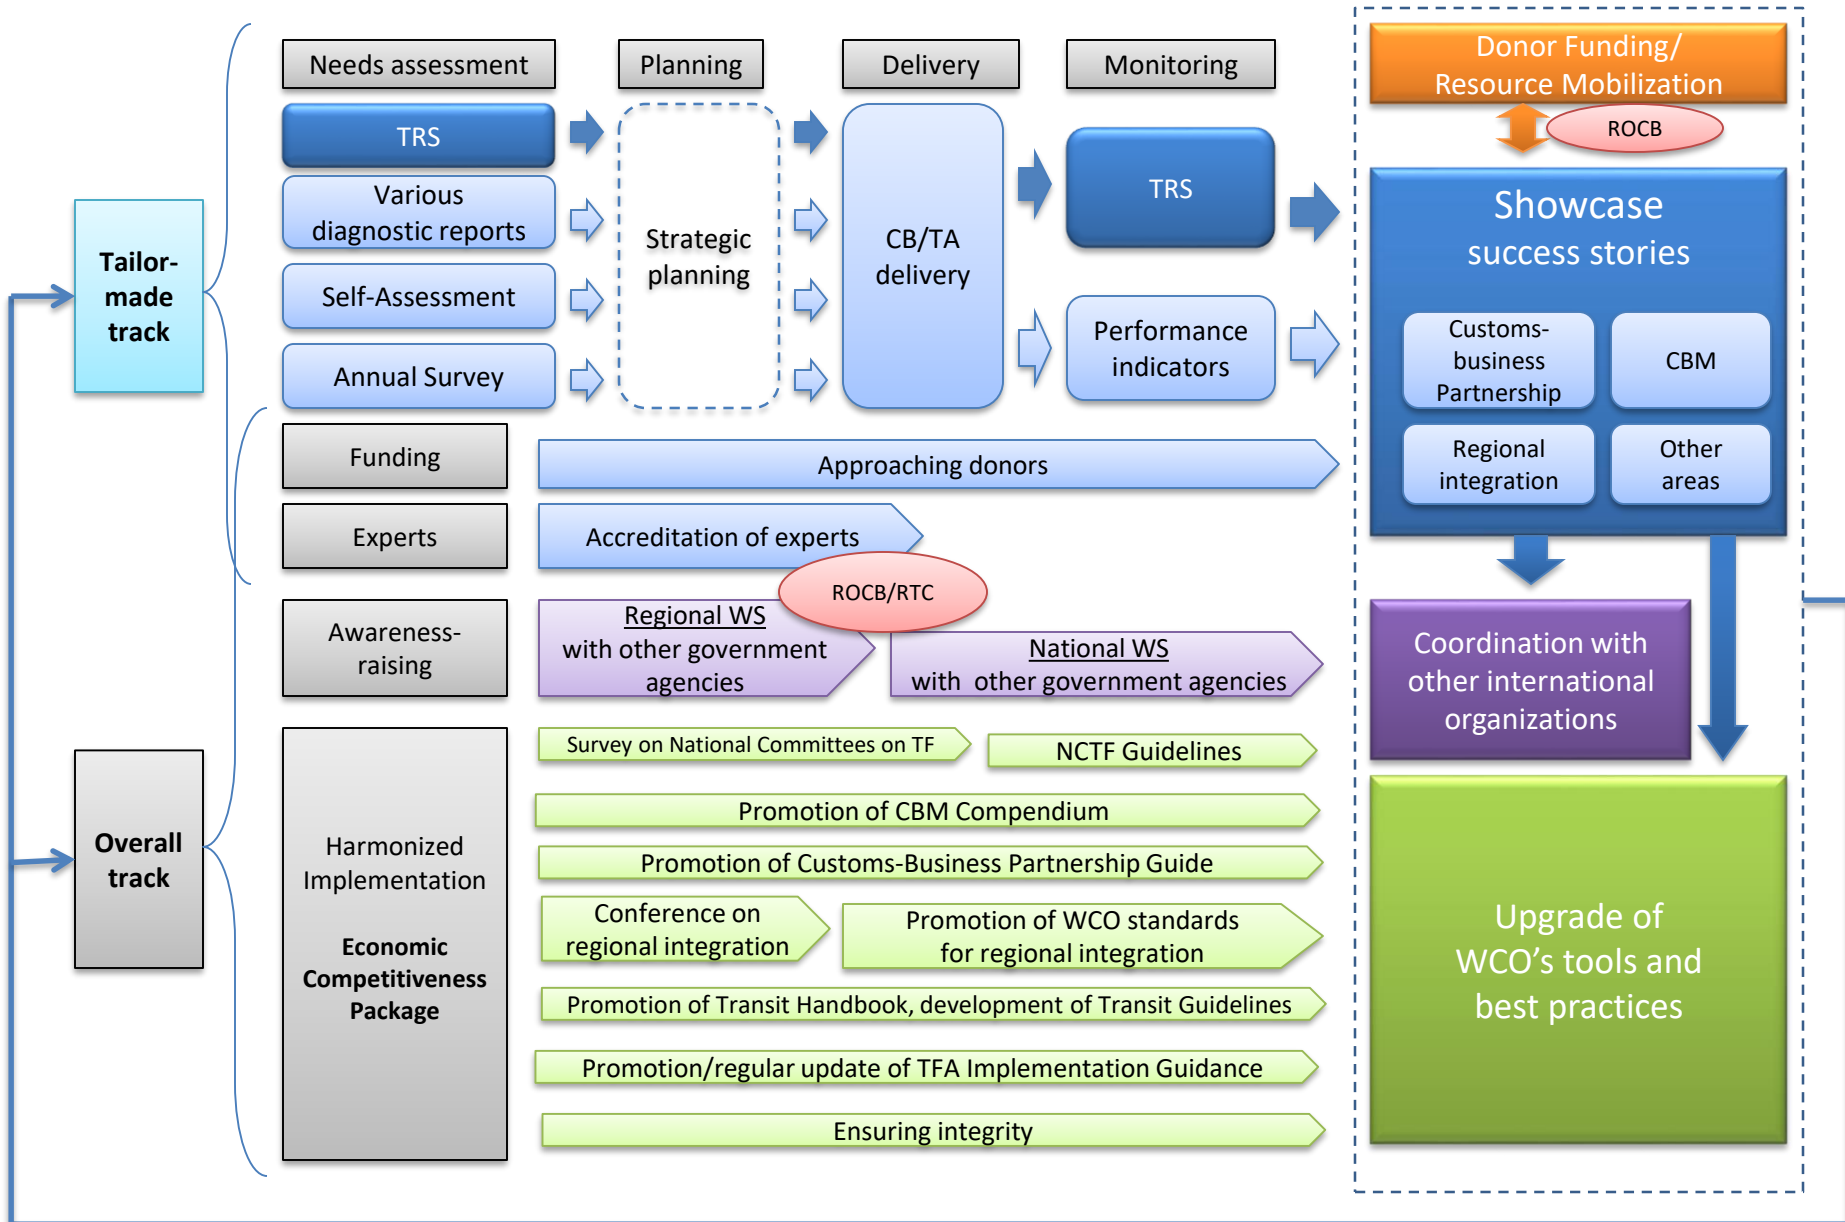 Needs assessment
Planning
Delivery
Monitoring
Donor Funding/
Resource Mobilization
ROCB
TRS
Various
diagnostic reports
Self-Assessment
Annual Survey
Strategic
planning
CB/TA
delivery
TRS
Performance
indicators
Showcase
success stories
Customs-
business
Partnership
CBM
Regional
integration
Other
areas
Tailor-
made
track
Funding
Approaching donors
Experts
Accreditation of experts
ROCB/RTC
Awareness-
raising
Regional WS
with other government
agencies
National WS
with other government agencies
Coordination with
other international
organizations
Overall
track
Harmonized
Implementation
Economic
Competitiveness
Package
Survey on National Committees on TF
NCTF Guidelines
Promotion of CBM Compendium
Promotion of Customs-Business Partnership Guide
Conference on
regional integration
Promotion of WCO standards
for regional integration
Promotion of Transit Handbook, development of Transit Guidelines
Promotion/regular update of TFA Implementation Guidance
Ensuring integrity
Upgrade of
WCO’s tools and
best practices